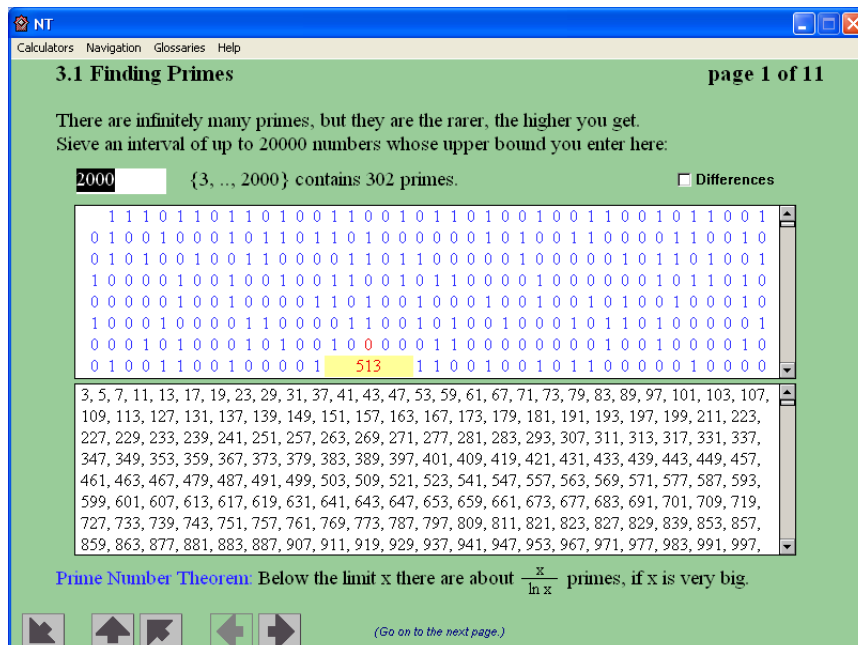 NT
Calculators Navigation Glossaries Help
3.1 Finding Primes page 1 of 11
There are infinitely many primes, but they are the rarer, the higher you get.
Sieve an interval of up to 20000 numbers whose upper bound you enter here:
2000 {3, .., 2000} contains 302 primes. Differences
1 1 1 0 1 1 0 1 1 0 1 0 0 1 1 0 0 1 0 1 1 0 1 0 0 1 0 0 1 1 0 0 1 0 1 1 0 0 1
0 1 0 0 1 0 0 0 1 0 1 1 0 1 1 0 1 0 0 0 0 0 0 1 0 1 0 0 1 1 0 0 0 0 1 1 0 0 1 0
0 1 0 1 0 0 1 0 0 1 1 0 0 0 0 1 1 0 1 1 0 0 0 0 0 1 0 0 0 0 0 1 0 1 1 0 1 0 0 1
1 0 0 0 0 1 0 0 1 0 0 1 0 0 1 1 0 0 1 0 1 1 0 0 0 0 1 0 0 0 0 0 0 1 0 1 1 0 1 0
0 0 0 0 0 1 0 0 1 0 0 0 0 1 1 0 1 0 0 1 0 0 0 1 0 0 1 0 0 1 0 1 0 0 1 0 0 0 1 0
1 0 0 0 1 0 0 0 0 1 1 0 0 0 0 1 1 0 0 1 0 1 0 0 1 0 0 0 1 0 1 1 0 1 0 0 0 0 0 1
0 0 0 1 0 1 0 0 0 1 0 1 0 0 1 0 0 0 0 0 1 1 0 0 0 0 0 0 0 0 1 0 0 1 0 0 0 0 1 0
0 1 0 0 1 1 0 0 1 0 0 0 0 1 513 1 1 0 0 1 0 0 1 0 1 1 0 0 0 0 0 1 0 0 0 0
3, 5, 7, 11, 13, 17, 19, 23, 29, 31, 37, 41, 43, 47, 53, 59, 61, 67, 71, 73, 79, 83, 89, 97, 101, 103, 107,
109, 113, 127, 131, 137, 139, 149, 151, 157, 163, 167, 173, 179, 181, 191, 193, 197, 199, 211, 223,
227, 229, 233, 239, 241, 251, 257, 263, 269, 271, 277, 281, 283, 293, 307, 311, 313, 317, 331, 337,
347, 349, 353, 359, 367, 373, 379, 383, 389, 397, 401, 409, 419, 421, 431, 433, 439, 443, 449, 457,
461, 463, 467, 479, 487, 491, 499, 503, 509, 521, 523, 541, 547, 557, 563, 569, 571, 577, 587, 593,
599, 601, 607, 613, 617, 619, 631, 641, 643, 647, 653, 659, 661, 673, 677, 683, 691, 701, 709, 719,
727, 733, 739, 743, 751, 757, 761, 769, 773, 787, 797, 809, 811, 821, 823, 827, 829, 839, 853, 857,
859, 863, 877, 881, 883, 887, 907, 911, 919, 929, 937, 941, 947, 953, 967, 971, 977, 983, 991, 997,
Prime Number Theorem: Below the limit x there are about x / ln x primes, if x is very big.
(Go on to the next page.)